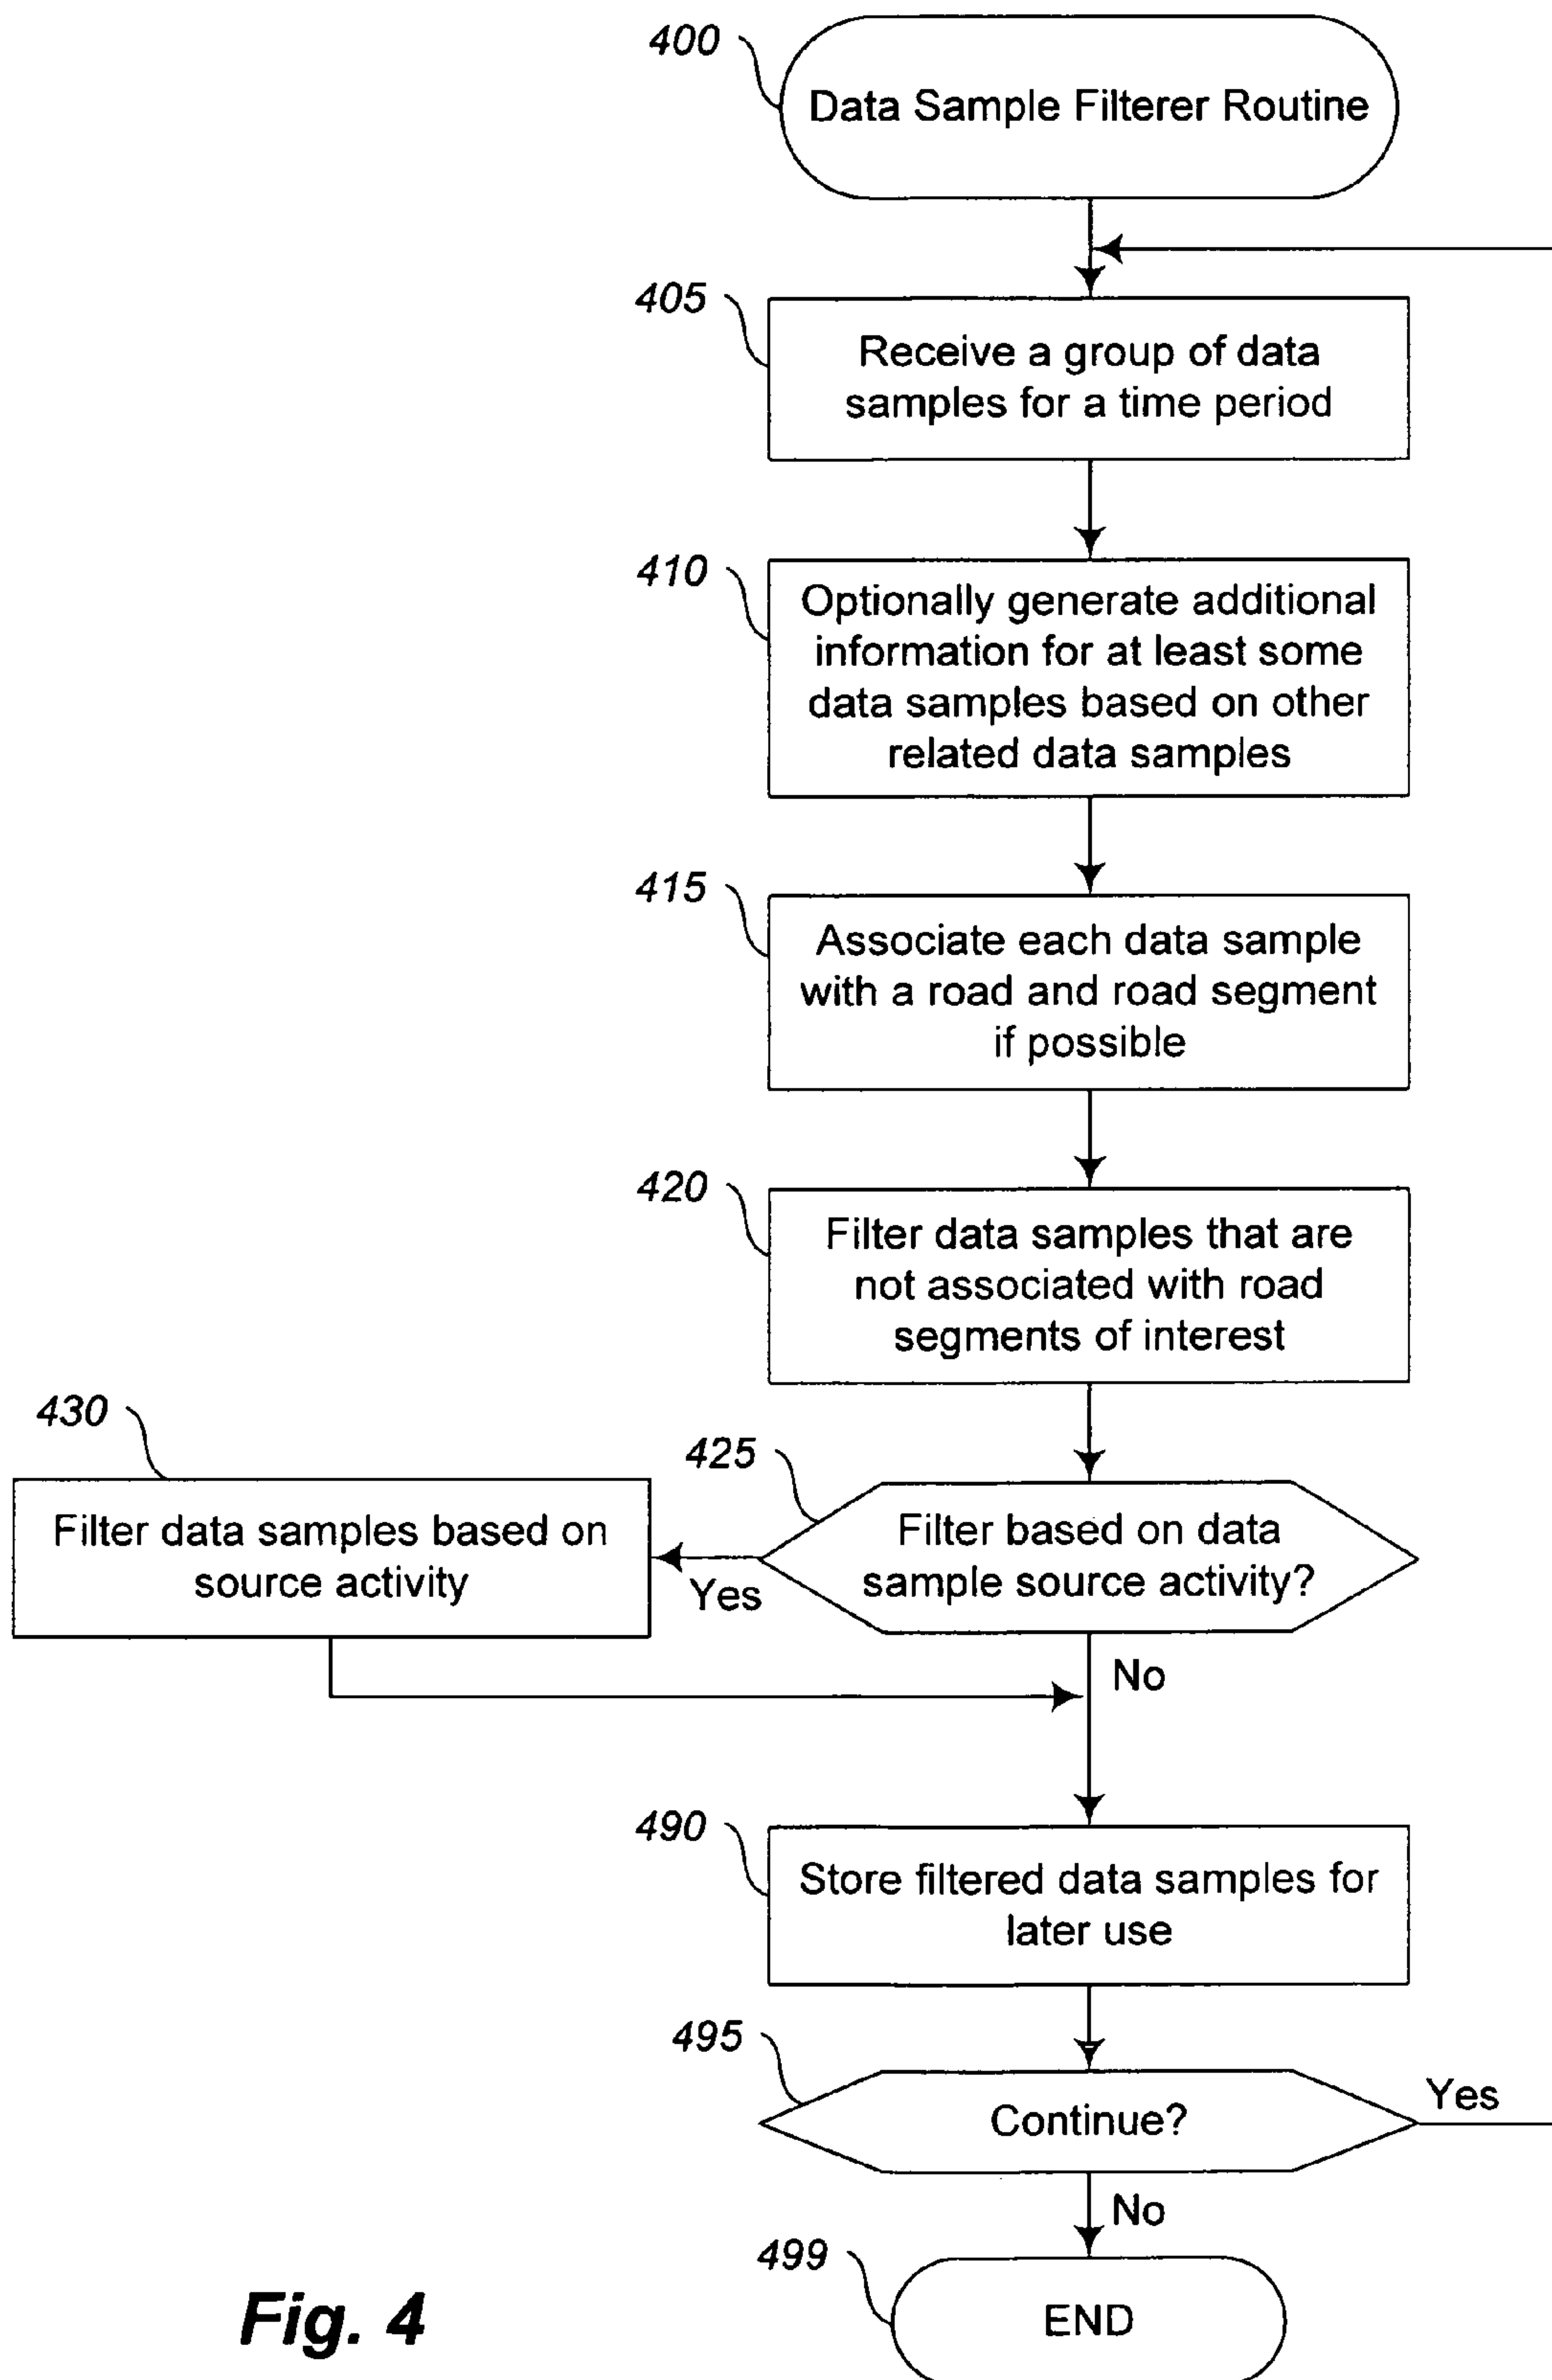 400
Data Sample Filterer Routine
405
Receive a group of data
samples for a time period
410
Optionally generate additional
information for at least some
data samples based on other
related data samples
415
Associate each data sample
with a road and road segment
if possible
420
Filter data samples that are
not associated with road
segments of interest
430
Filter data samples based on
source activity
425
Filter based on data
sample source activity?
Yes
No
490
Store filtered data samples for
later use
495
Continue?
Yes
No
499
END
Fig. 4